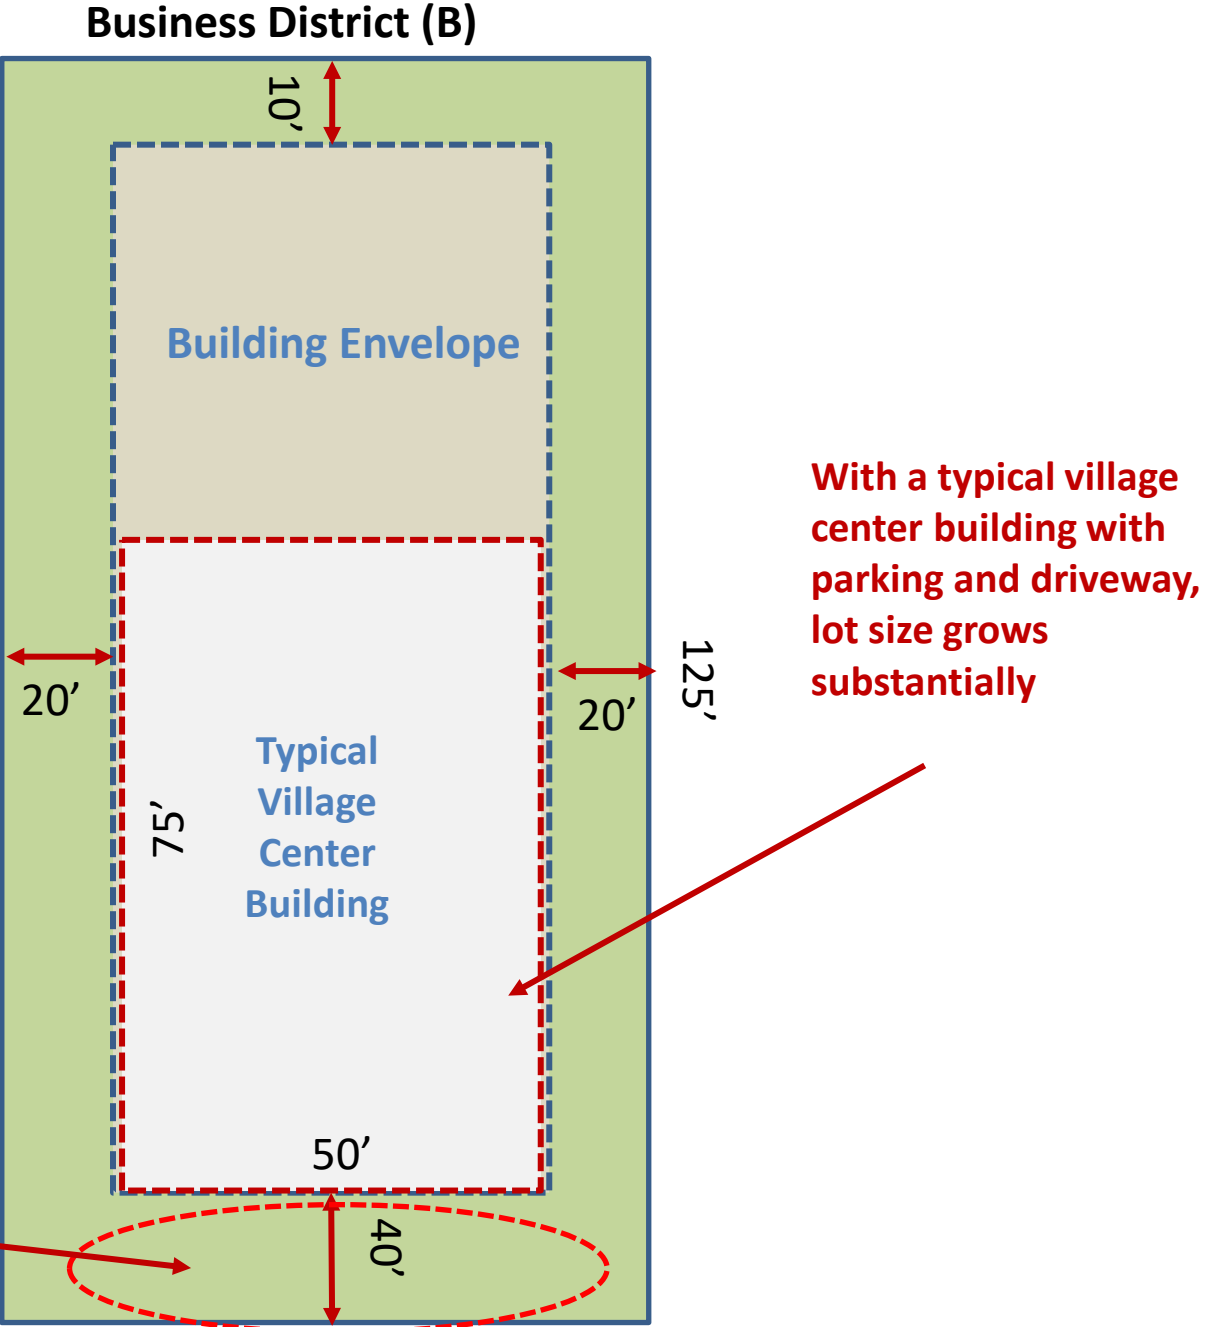 Business District (B)
10’
Building Envelope
With a typical village
center building with
parking and driveway,
lot size grows
substantially
20’
20’
125’
Typical
Village
Center
Building
75’
50’
40’